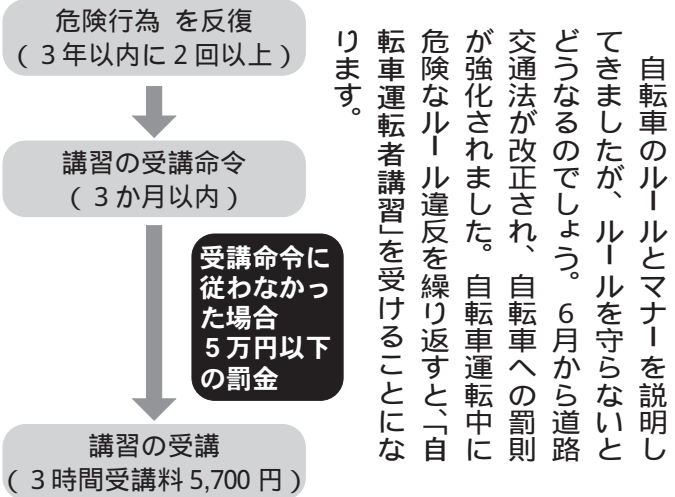 自転車のルールとマナーを説明し
てきましたが、ルールを守らないと
どうなるのでしょう。6月から道路
交通法が改正され、自転車への罰則
が強化されました。自転車運転中に
危険なルール違反を繰り返すと、「自
転車運転者講習」を受けることにな
ります。
危険行為 を反復
(3年以内に2回以上)
講習の受講命令
(3か月以内)
受講命令に
従わなかっ
た場合
5万円以下
の罰金
講習の受講
(3時間受講料5,700円)